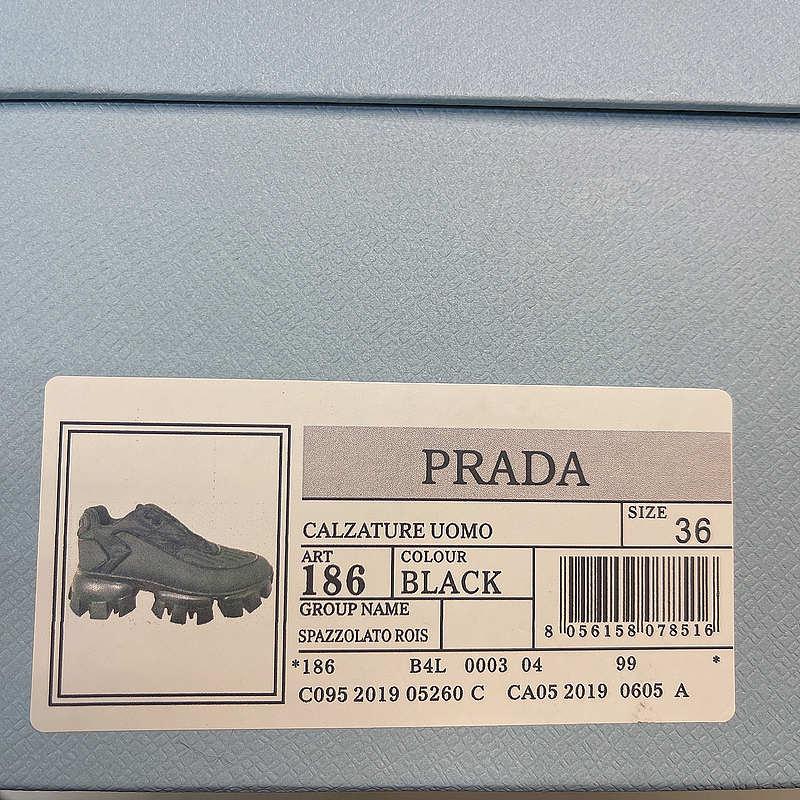 PRADA
CALZATURE UOMO
SIZE
36
ART
186
COLOUR
BLACK
GROUP NAME
SPAZZOLATO ROIS
8 056158 078516
*186 B4L 0003 04 99 *
C095 2019 05260 C CA05 2019 0605 A